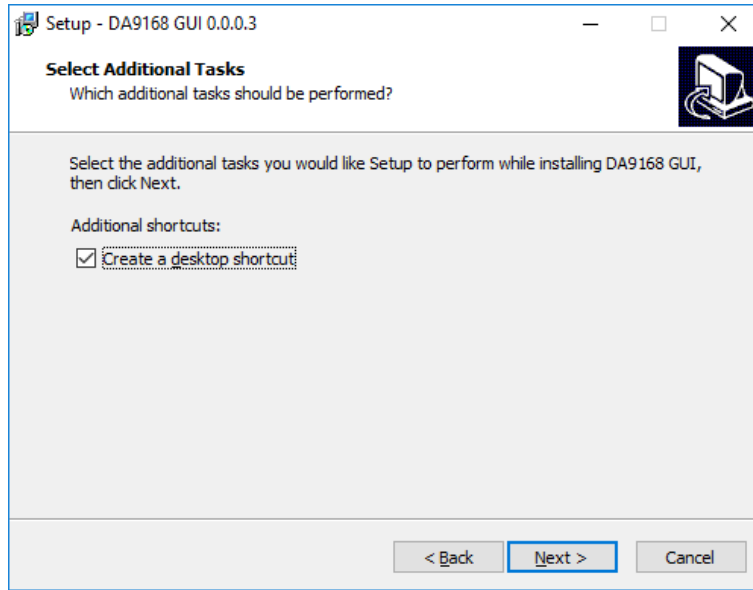 Setup - DA9168 GUI 0.0.0.3
Select Additional Tasks
Which additional tasks should be performed?
Select the additional tasks you would like Setup to perform while installing DA9168 GUI,
then click Next.
Additional shortcuts:
Create a desktop shortcut
< Back
Next >
Cancel